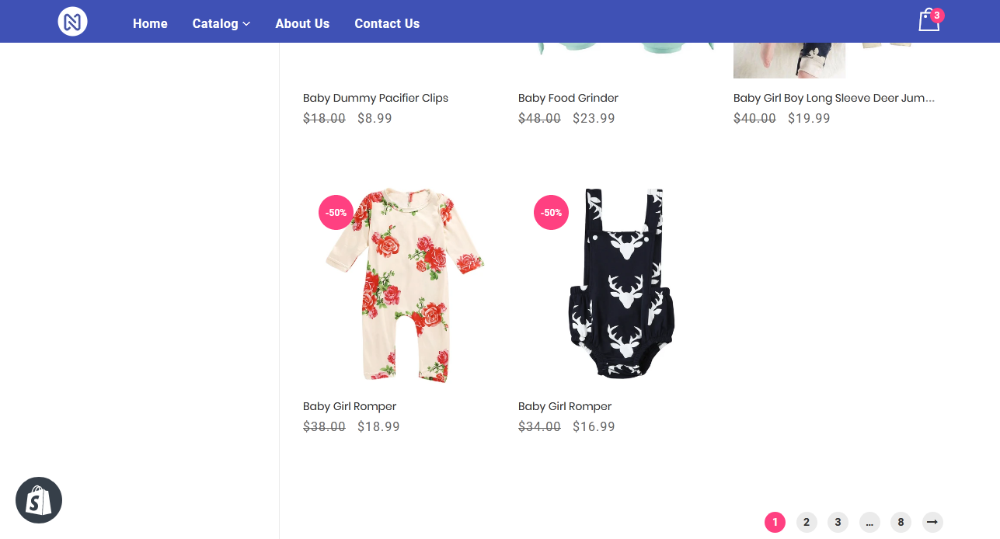 Home Catalog About Us Contact Us 3
Baby Dummy Pacifier Clips
$18.00 $8.99
Baby Food Grinder
$48.00 $23.99
Baby Girl Boy Long Sleeve Deer Jum...
$40.00 $19.99
-50%
Baby Girl Romper
$38.00 $18.99
-50%
Baby Girl Romper
$34.00 $16.99
1 2 3 ... 8 →